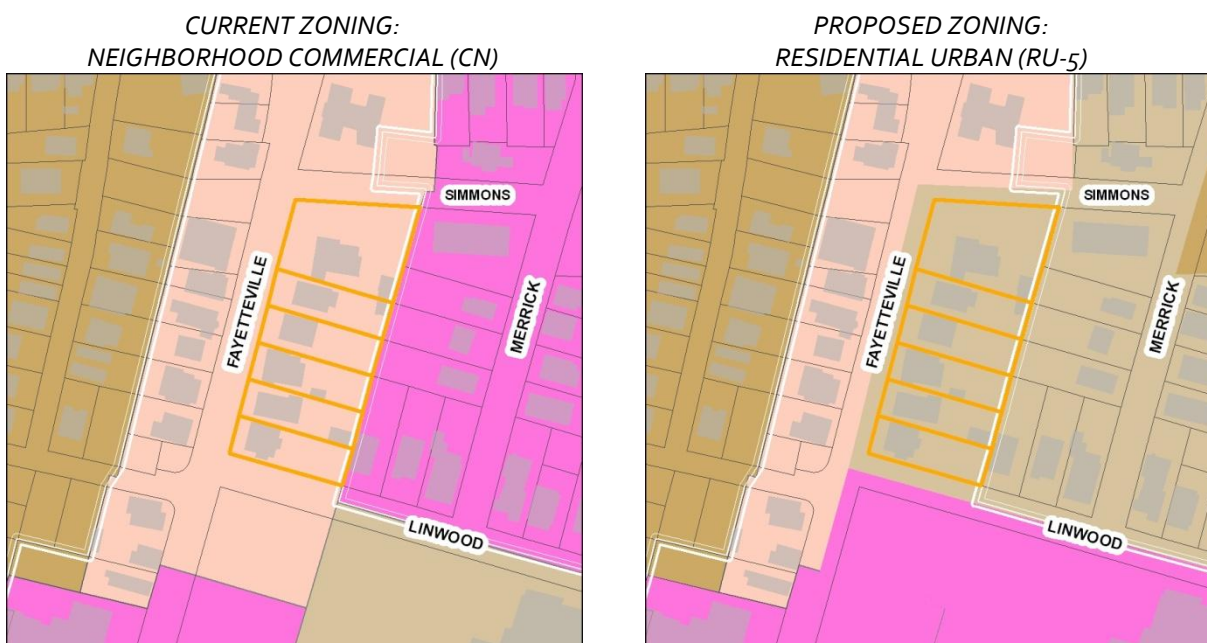 CURRENT ZONING:
NEIGHBORHOOD COMMERCIAL (CN)
SIMMONS
FAYETTEVILLE
MERRICK
LINWOOD
PROPOSED ZONING:
RESIDENTIAL URBAN (RU-5)
SIMMONS
FAYETTEVILLE
MERRICK
LINWOOD